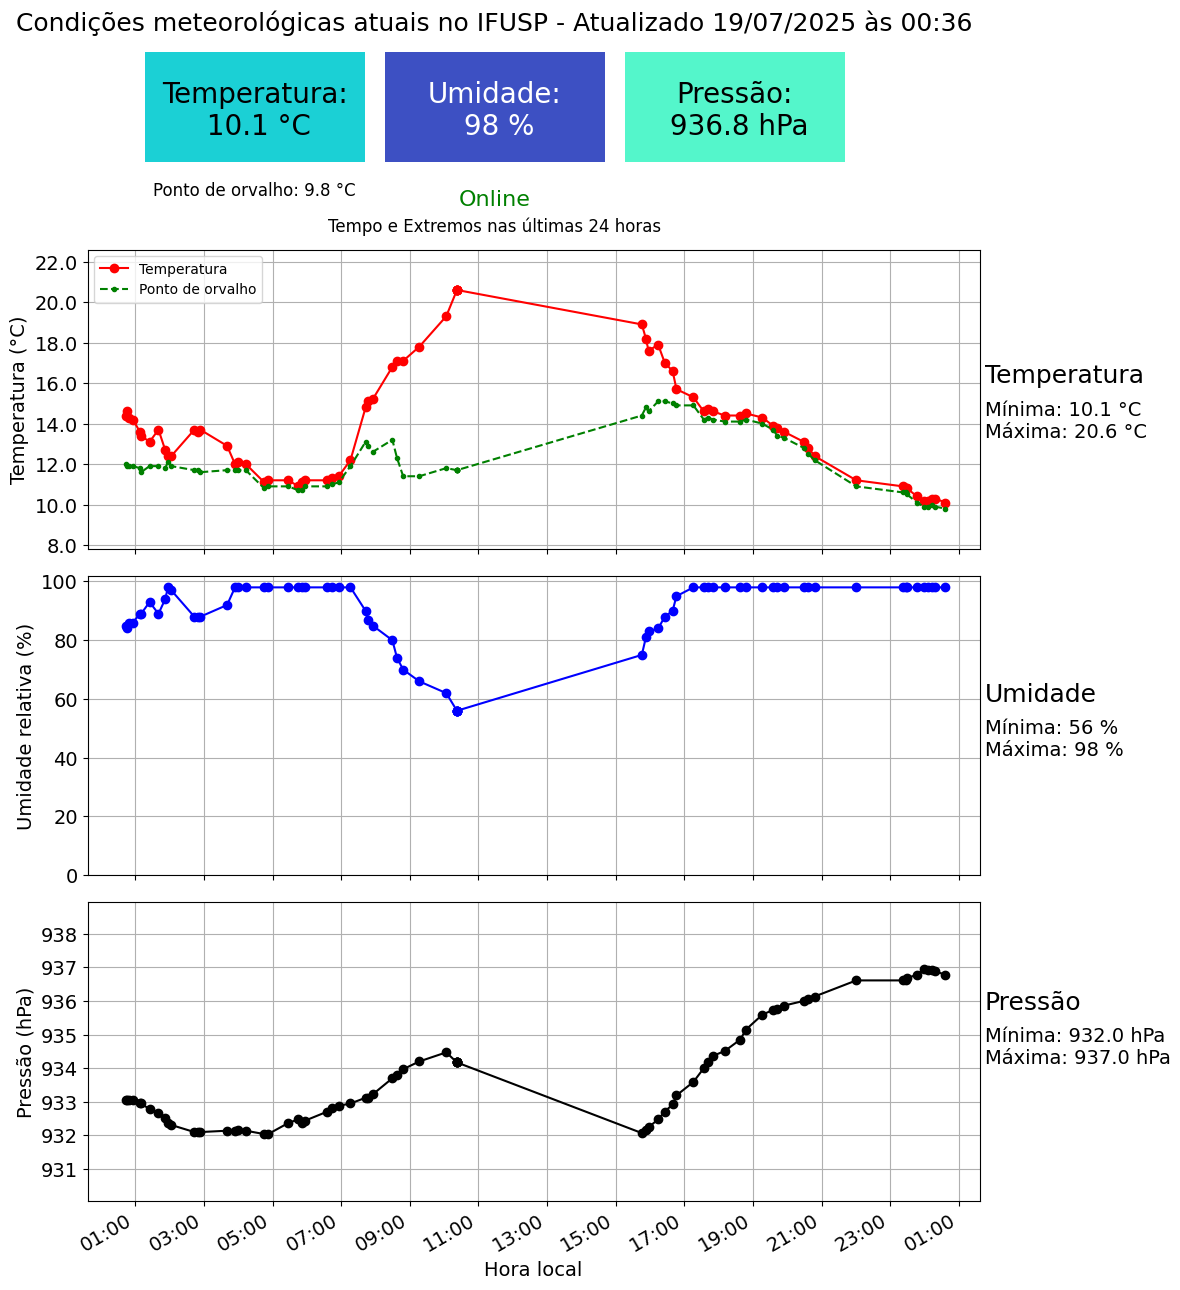 Condições meteorológicas atuais no IFUSP - Atualizado 19/07/2025 às 00:36
Temperatura:
10.1 °C
Umidade:
98 %
Pressão:
936.8 hPa
Ponto de orvalho: 9.8 °C
Online
Tempo e Extremos nas últimas 24 horas
Temperatura (°C)
22.0
20.0
18.0
16.0
14.0
12.0
10.0
8.0
Temperatura
Ponto de orvalho
Temperatura
Mínima: 10.1 °C
Máxima: 20.6 °C
Umidade relativa (%)
100
80
60
40
20
0
Umidade
Mínima: 56 %
Máxima: 98 %
Pressão (hPa)
938
937
936
935
934
933
932
931
Pressão
Mínima: 932.0 hPa
Máxima: 937.0 hPa
01:00
03:00
05:00
07:00
09:00
11:00
13:00
15:00
17:00
19:00
21:00
23:00
01:00
Hora local